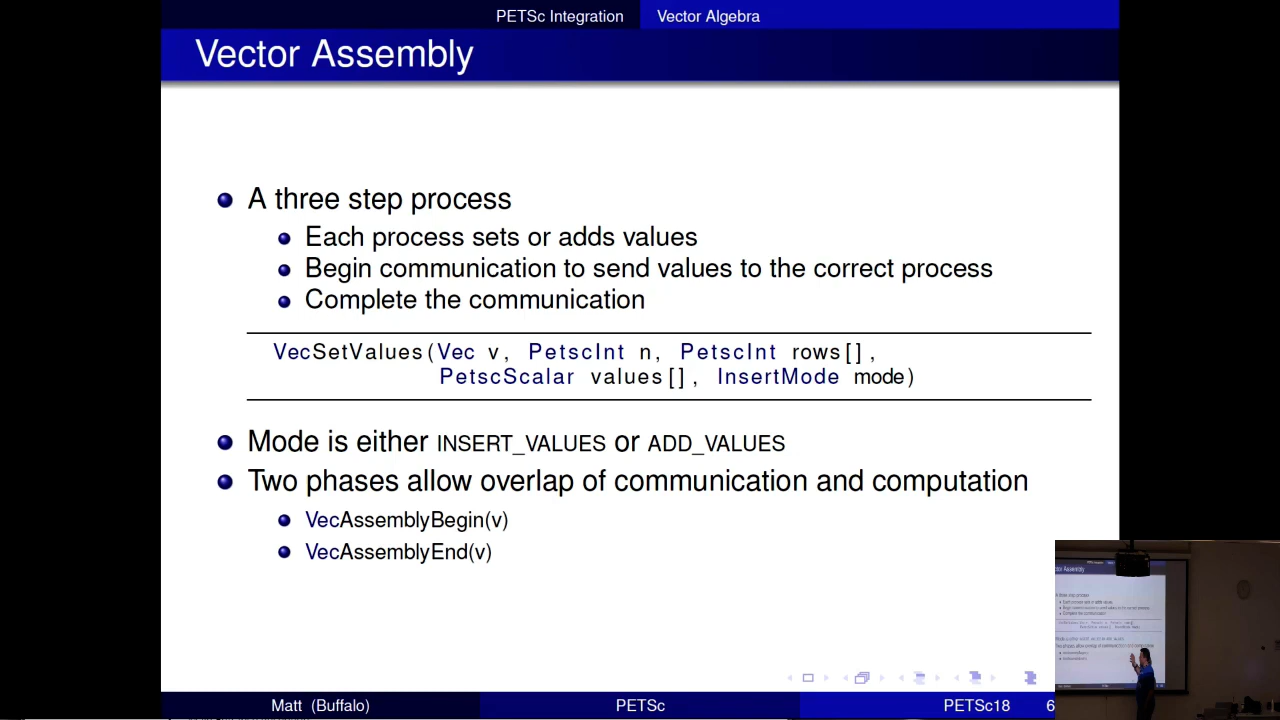 PETSc Integration Vector Algebra
Vector Assembly
A three step process
Each process sets or adds values
Begin communication to send values to the correct process
Complete the communication
VecSetValues(Vec v, PetscInt n, PetscInt rows[],
PetscScalar values[], InsertMode mode)
Mode is either INSERT_VALUES or ADD_VALUES
Two phases allow overlap of communication and computation
VecAssemblyBegin(v)
VecAssemblyEnd(v)
Matt (Buffalo) PETSc PETSc18 6